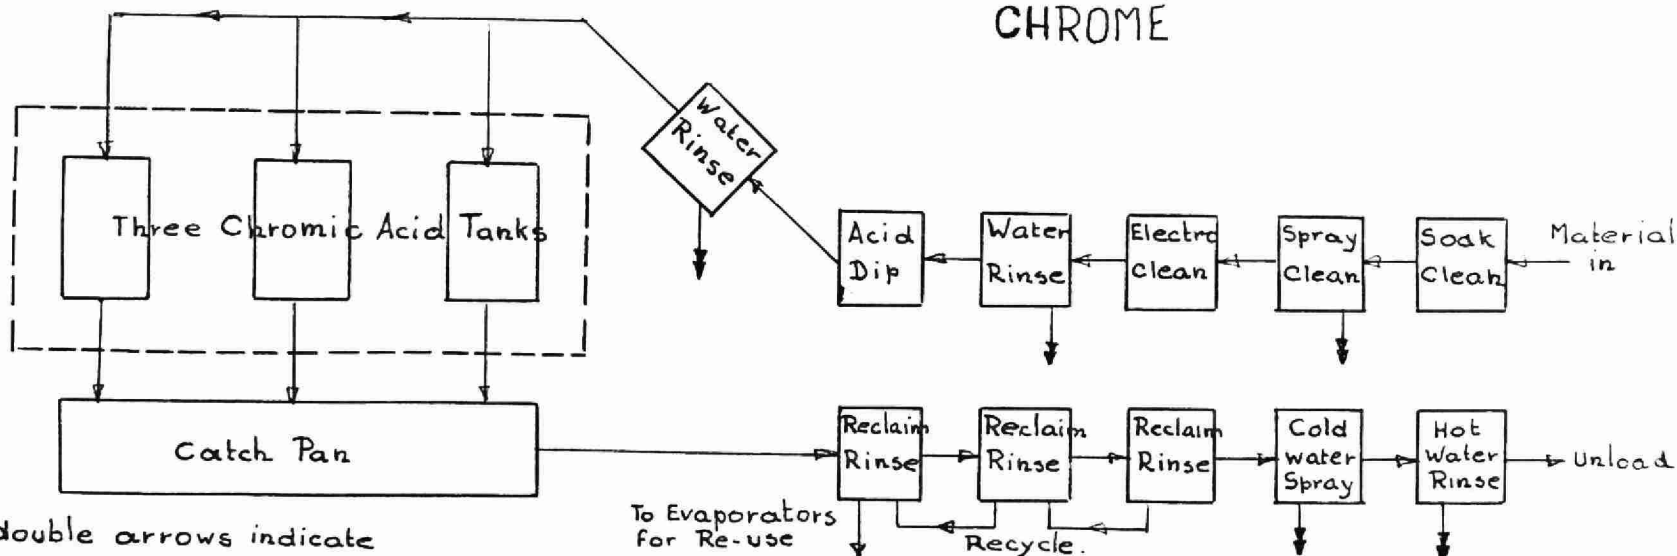 CHROME
Water
Rinse
Three Chromic Acid Tanks
Acid
Dip
Water
Rinse
Electro
Clean
Spray
Clean
Soak
Clean
Material
in
Catch Pan
Reclaim
Rinse
Reclaim
Rinse
Reclaim
Rinse
Cold
water
Spray
Hot
Water
Rinse
Unload
To Evaporators
for Re-use
Recycle.
double arrows indicate